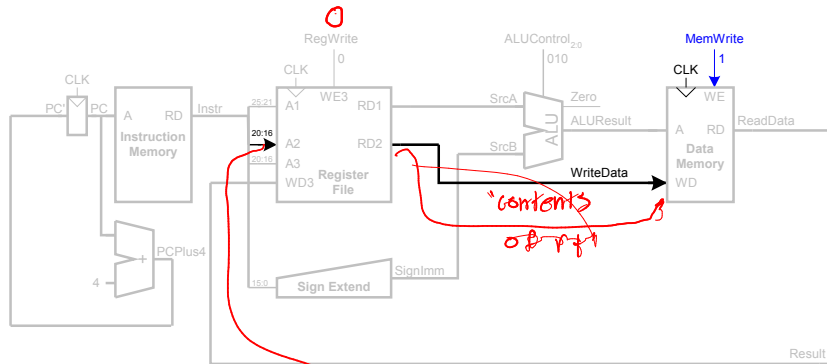 0
RegWrite
0
ALUControl2:0
010
MemWrite
1
CLK
CLK
CLK
PC'
PC
A
RD
Instr
Instruction
Memory
25:21
A1
WE3
RD1
20:16
A2
RD2
20:16
A3
WD3
Register
File
SrcA
SrcB
ALU
Zero
ALUResult
WriteData
WE
A
RD
ReadData
Data
Memory
WD
"contents
of
PCPlus4
+
4
15:0
Sign Extend
SignImm
Result